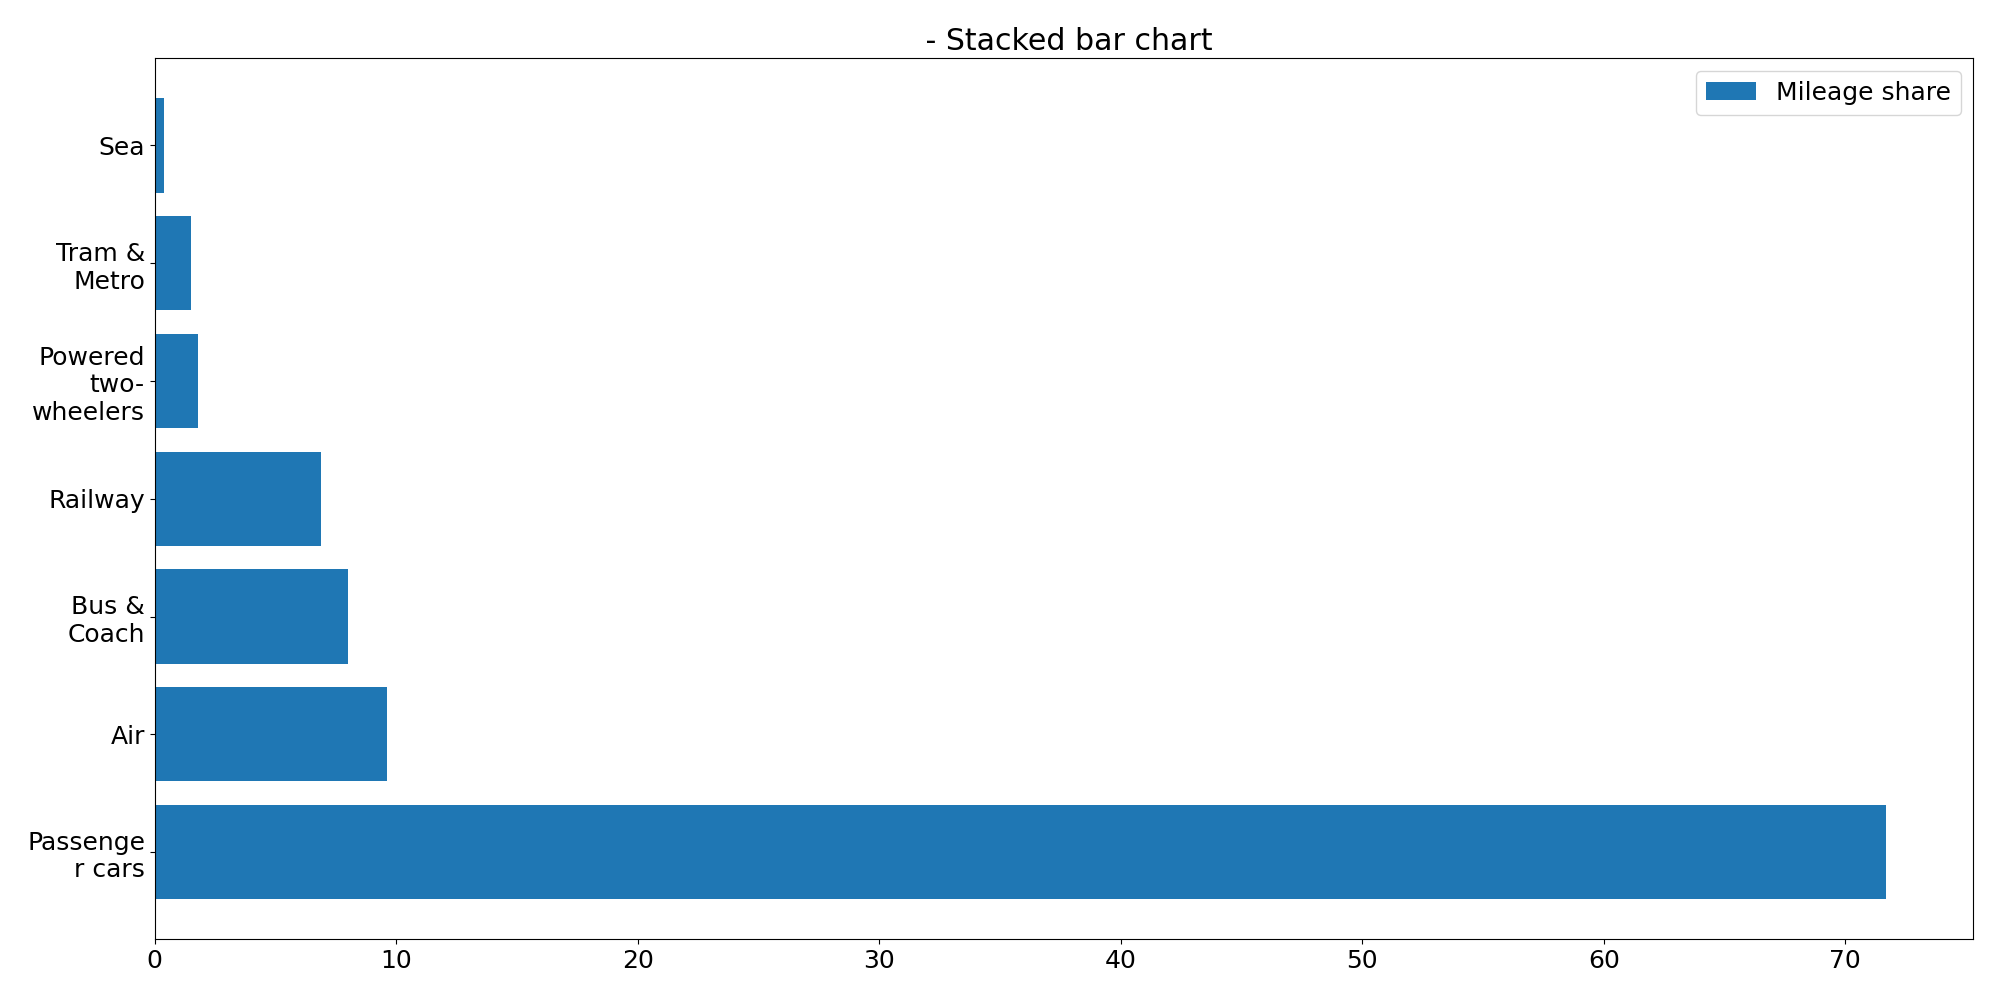 - Stacked bar chart
Mileage share
Sea
Tram &
Metro
Powered
two-
wheelers
Railway
Bus &
Coach
Air
Passenge
r cars
0 10 20 30 40 50 60 70